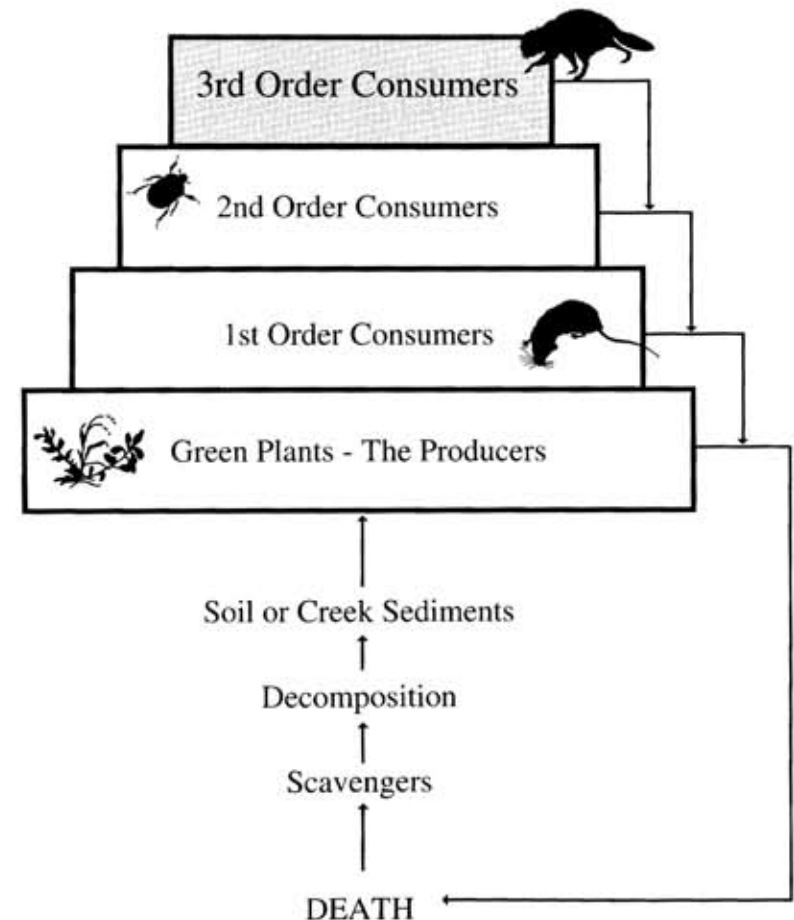 3rd Order Consumers
2nd Order Consumers
1st Order Consumers
Green Plants - The Producers
Soil or Creek Sediments
Decomposition
Scavengers
DEATH